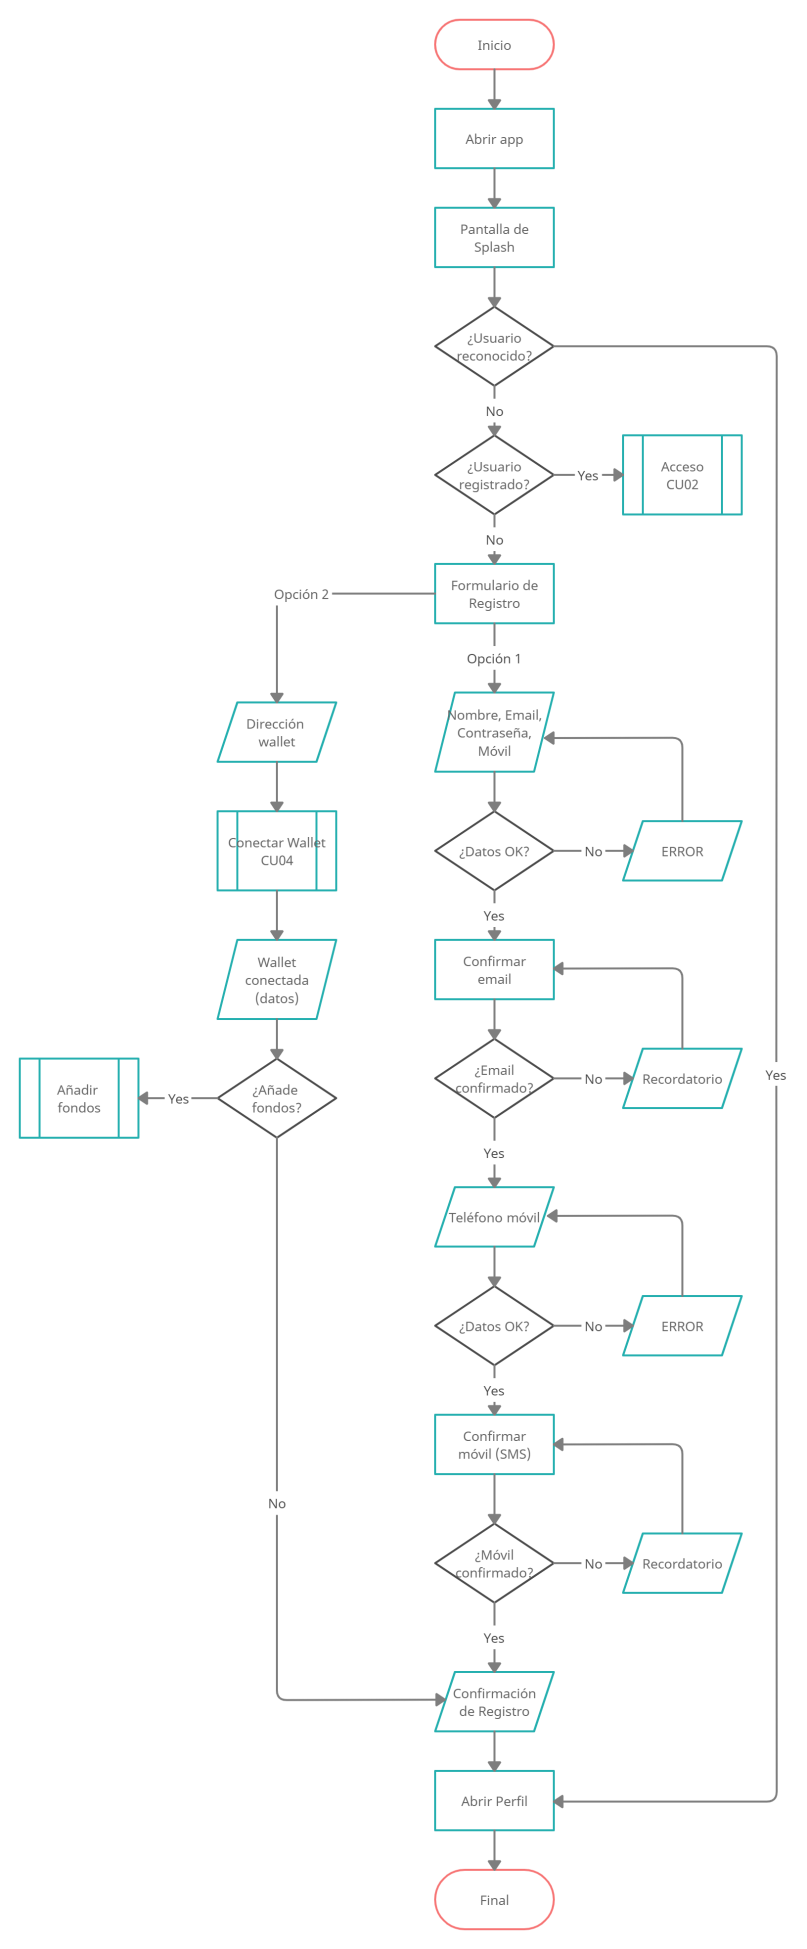 Inicio
Abrir app
Pantalla de
Splash
¿Usuario
reconocido?
No
¿Usuario
registrado?
Yes
Acceso
CU02
No
Formulario de
Registro
Opción 2
Opción 1
Dirección
wallet
Nombre, Email,
Contraseña,
Móvil
Conectar Wallet
CU04
¿Datos OK?
No
ERROR
Yes
Wallet
conectada
(datos)
Confirmar
email
¿Añade
fondos?
Yes
Añadir
fondos
¿Email
confirmado?
No
Recordatorio
Yes
Yes
Teléfono móvil
¿Datos OK?
No
ERROR
Yes
Confirmar
móvil (SMS)
No
¿Móvil
confirmado?
No
Recordatorio
Yes
Confirmación
de Registro
Abrir Perfil
Final